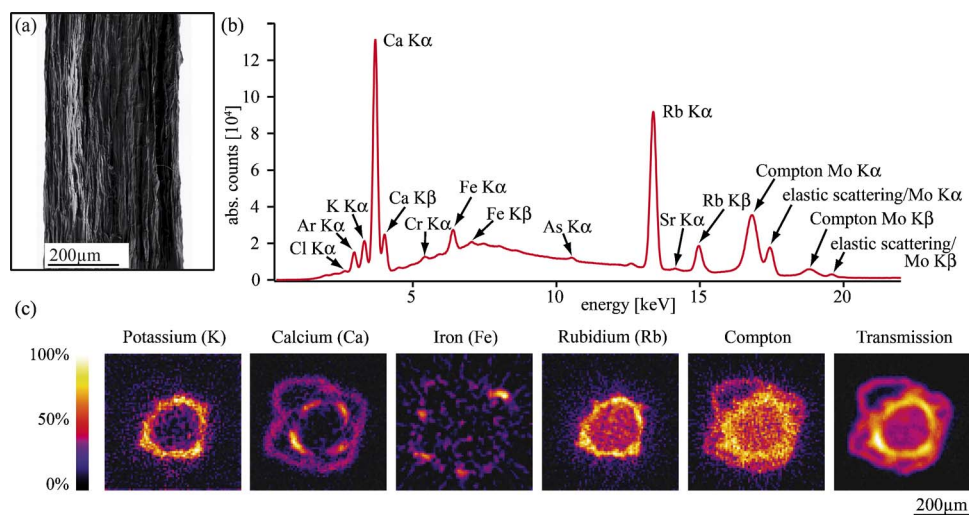 (a)
200µm
(b)
abs. counts [10⁴]
12
10
8
6
4
2
0
Ca Kα
Rb Kα
Compton Mo Kα
elastic scattering/Mo Kα
Compton Mo Kβ
elastic scattering/
Mo Kβ
K Kα
Ar Kα
Cl Kα
Ca Kβ
Cr Kα
Fe Kα
Fe Kβ
As Kα
Sr Kα
Rb Kβ
5 10 15 20
energy [keV]
(c)
Potassium (K) Calcium (Ca) Iron (Fe) Rubidium (Rb) Compton Transmission
100%
50%
0%
200µm